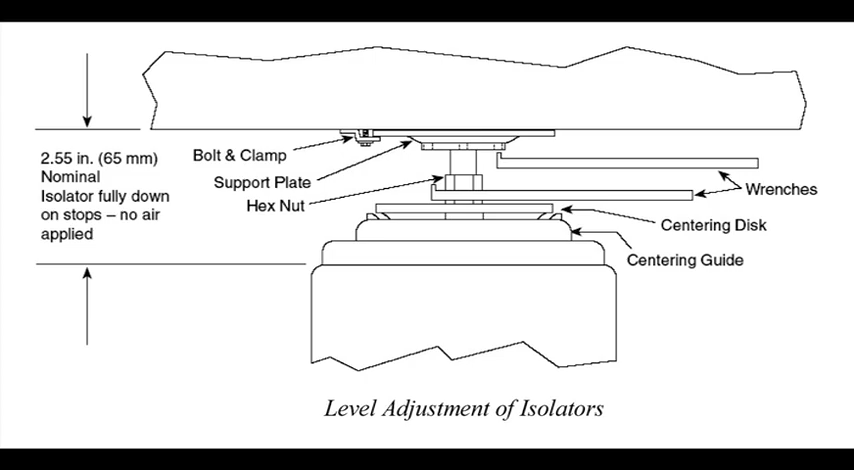 2.55 in. (65 mm)
Nominal
Isolator fully down
on stops – no air
applied
Bolt & Clamp
Support Plate
Hex Nut
Wrenches
Centering Disk
Centering Guide
Level Adjustment of Isolators